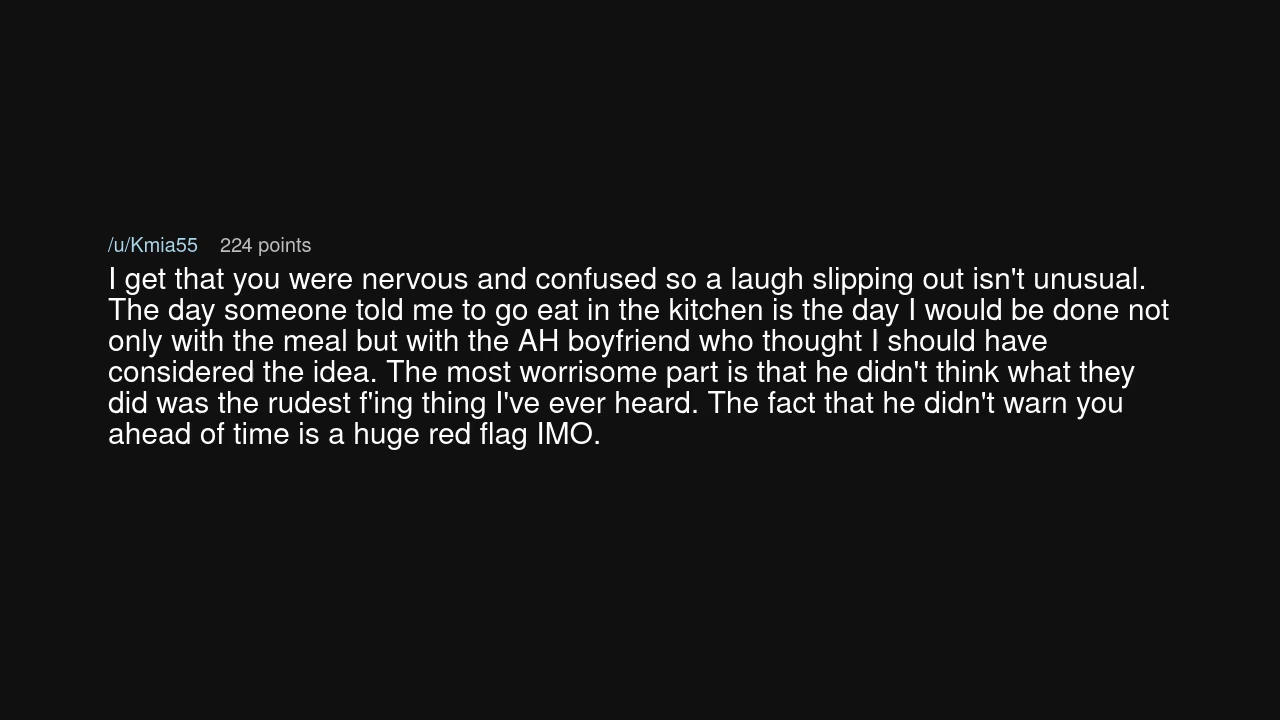 /u/Kmia55 224 points
I get that you were nervous and confused so a laugh slipping out isn't unusual.
The day someone told me to go eat in the kitchen is the day I would be done not
only with the meal but with the AH boyfriend who thought I should have
considered the idea. The most worrisome part is that he didn't think what they
did was the rudest f'ing thing I've ever heard. The fact that he didn't warn you
ahead of time is a huge red flag IMO.